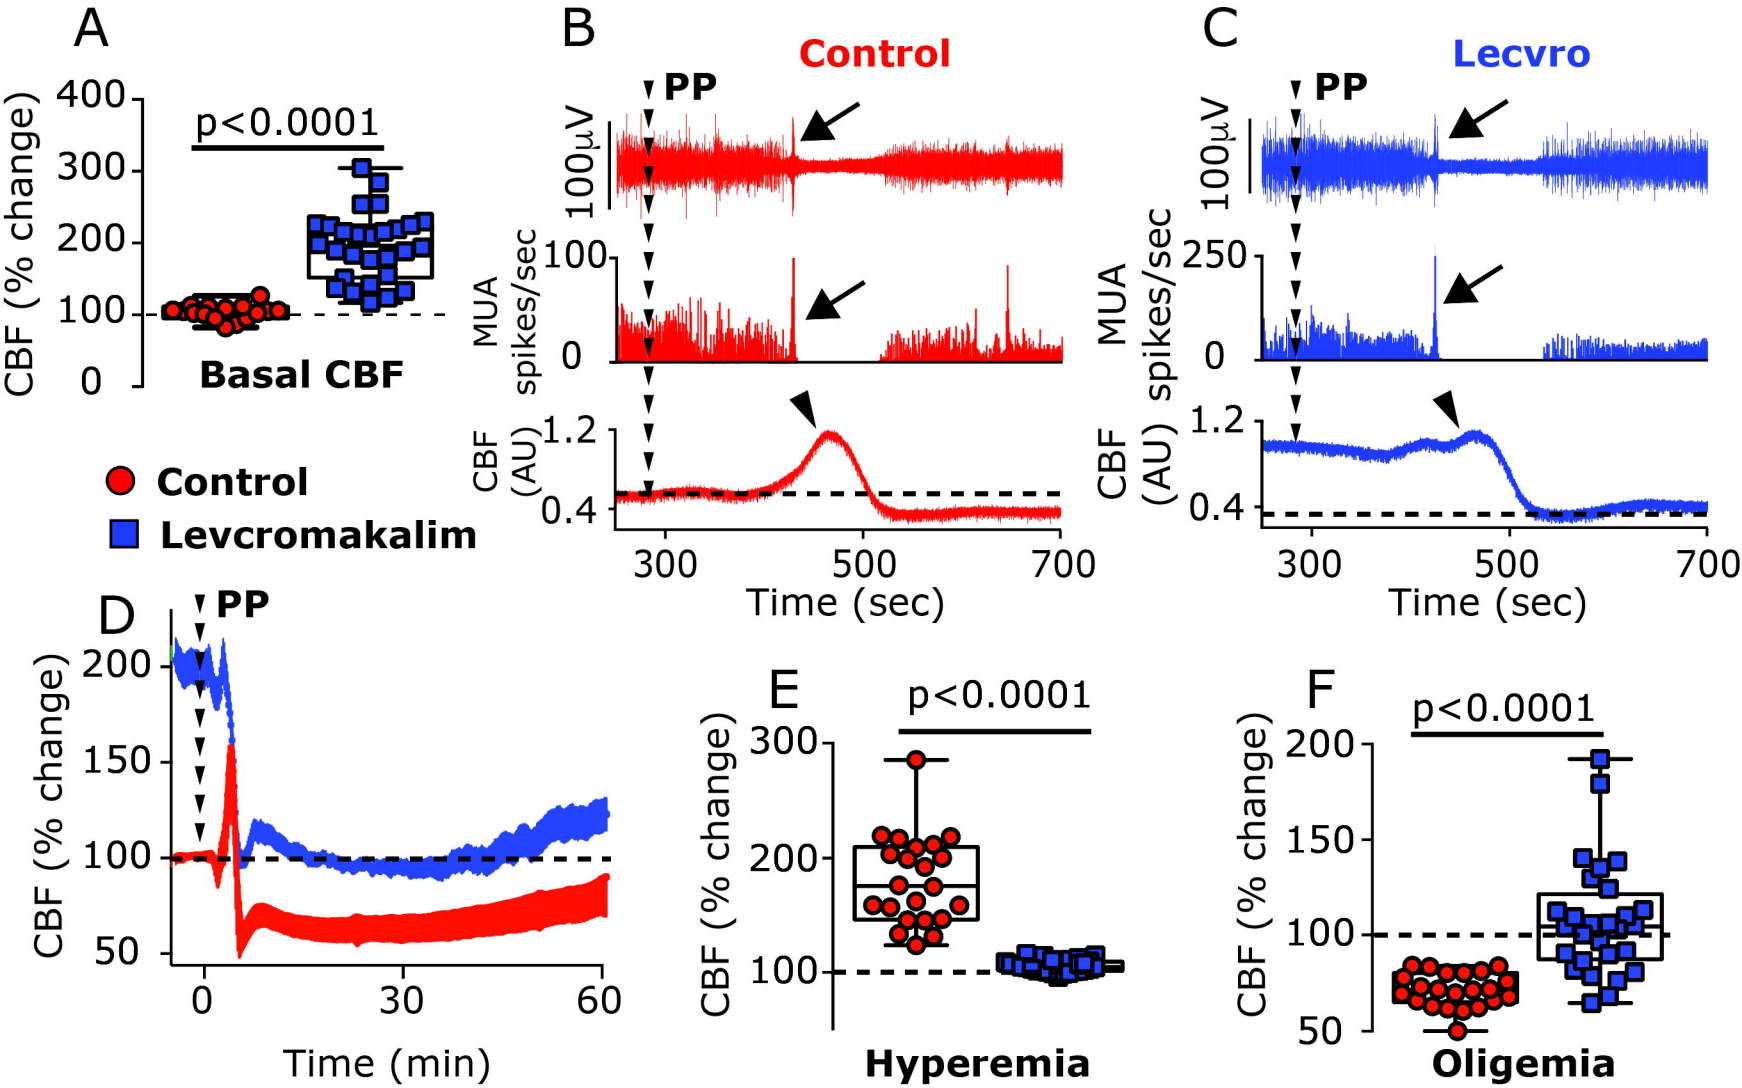 A
CBF (% change)
400
300
200
100
0
p<0.0001
Basal CBF
Control
Levcromakalim
B
Control
PP
100µV
MUA
spikes/sec
100
0
CBF
(AU)
1.2
0.4
300
500
700
Time (sec)
C
Lecvro
PP
100µV
MUA
spikes/sec
250
0
CBF
(AU)
1.2
0.4
300
500
700
Time (sec)
D
PP
CBF (% change)
200
150
100
50
0
30
60
Time (min)
E
p<0.0001
CBF (% change)
300
200
100
Hyperemia
F
p<0.0001
CBF (% change)
200
150
100
50
Oligemia